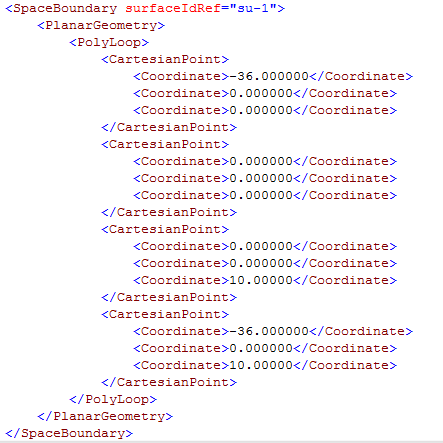 <SpaceBoundary surfaceIdRef="su-1">
<PlanarGeometry>
<PolyLoop>
<CartesianPoint>
<Coordinate>-36.000000</Coordinate>
<Coordinate>0.000000</Coordinate>
<Coordinate>0.000000</Coordinate>
</CartesianPoint>
<CartesianPoint>
<Coordinate>0.000000</Coordinate>
<Coordinate>0.000000</Coordinate>
<Coordinate>0.000000</Coordinate>
</CartesianPoint>
<CartesianPoint>
<Coordinate>0.000000</Coordinate>
<Coordinate>0.000000</Coordinate>
<Coordinate>10.00000</Coordinate>
</CartesianPoint>
<CartesianPoint>
<Coordinate>-36.000000</Coordinate>
<Coordinate>0.000000</Coordinate>
<Coordinate>10.00000</Coordinate>
</CartesianPoint>
</PolyLoop>
</PlanarGeometry>
</SpaceBoundary>